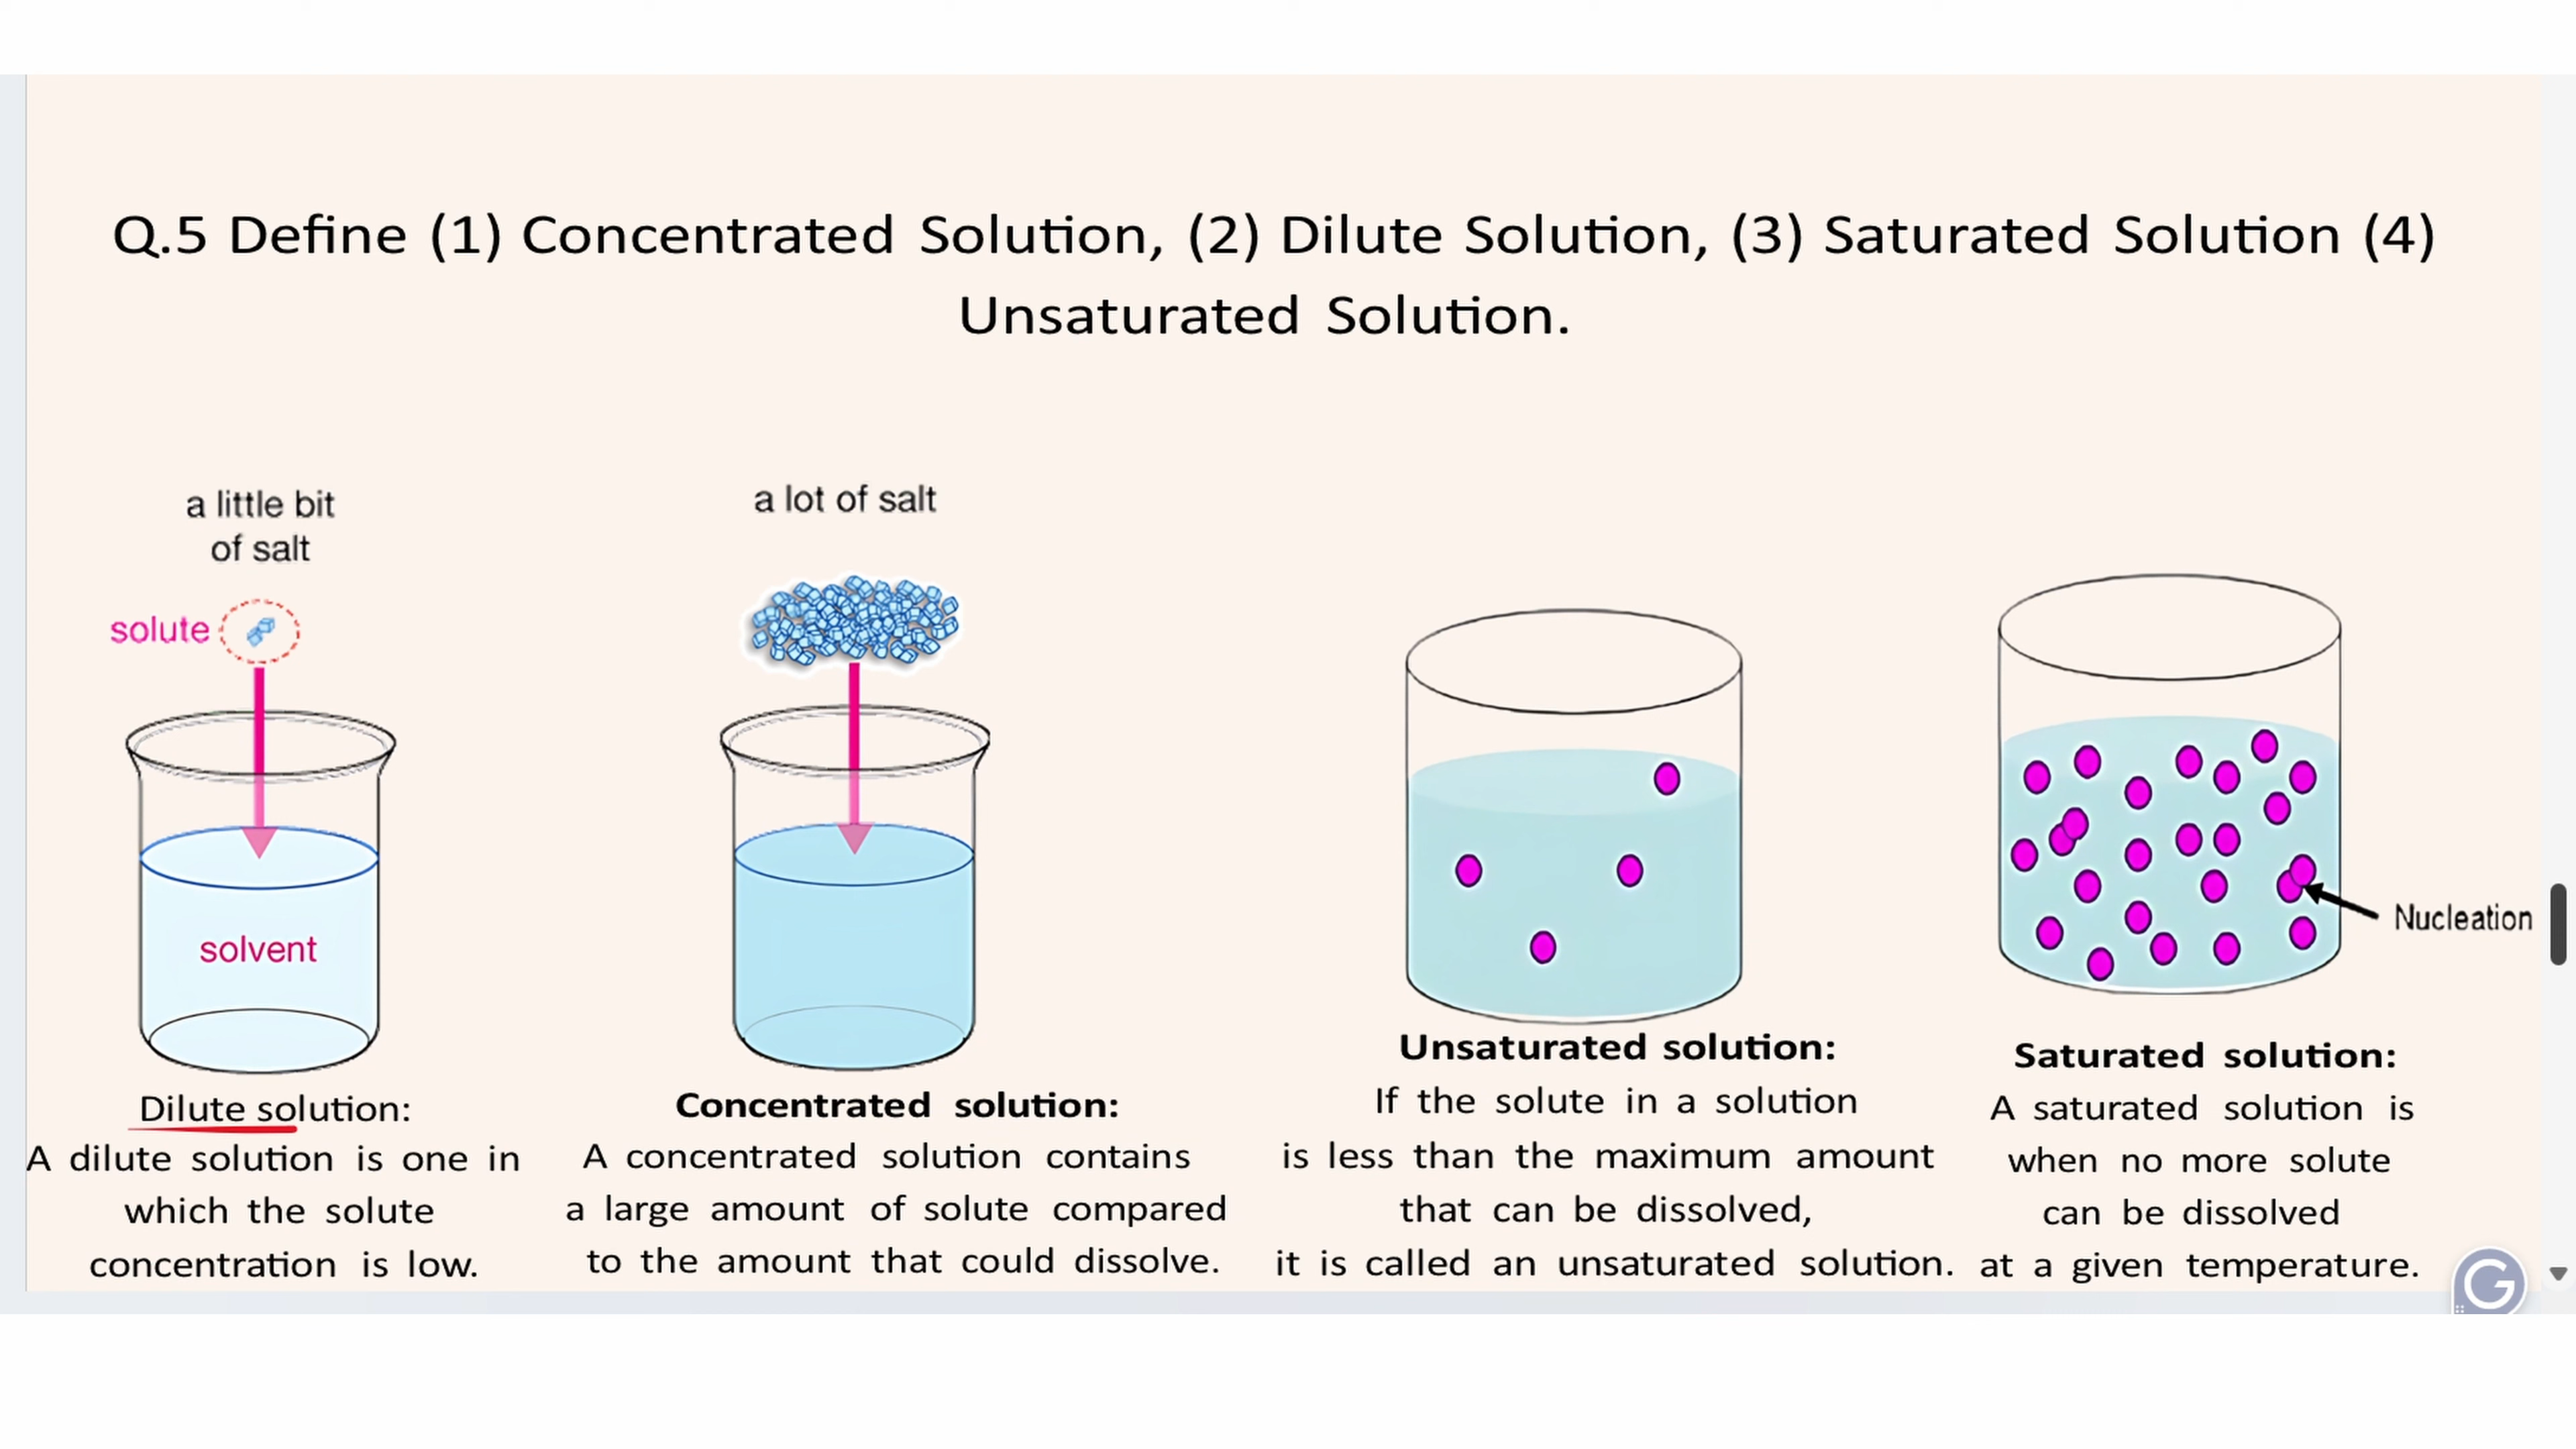 Q.5 Define (1) Concentrated Solution, (2) Dilute Solution, (3) Saturated Solution (4)
Unsaturated Solution.
a little bit
of salt
solute
solvent
Dilute solution:
A dilute solution is one in
which the solute
concentration is low.
a lot of salt
Concentrated solution:
A concentrated solution contains
a large amount of solute compared
to the amount that could dissolve.
Unsaturated solution:
If the solute in a solution
is less than the maximum amount
that can be dissolved,
it is called an unsaturated solution.
Nucleation
Saturated solution:
A saturated solution is
when no more solute
can be dissolved
at a given temperature.
G